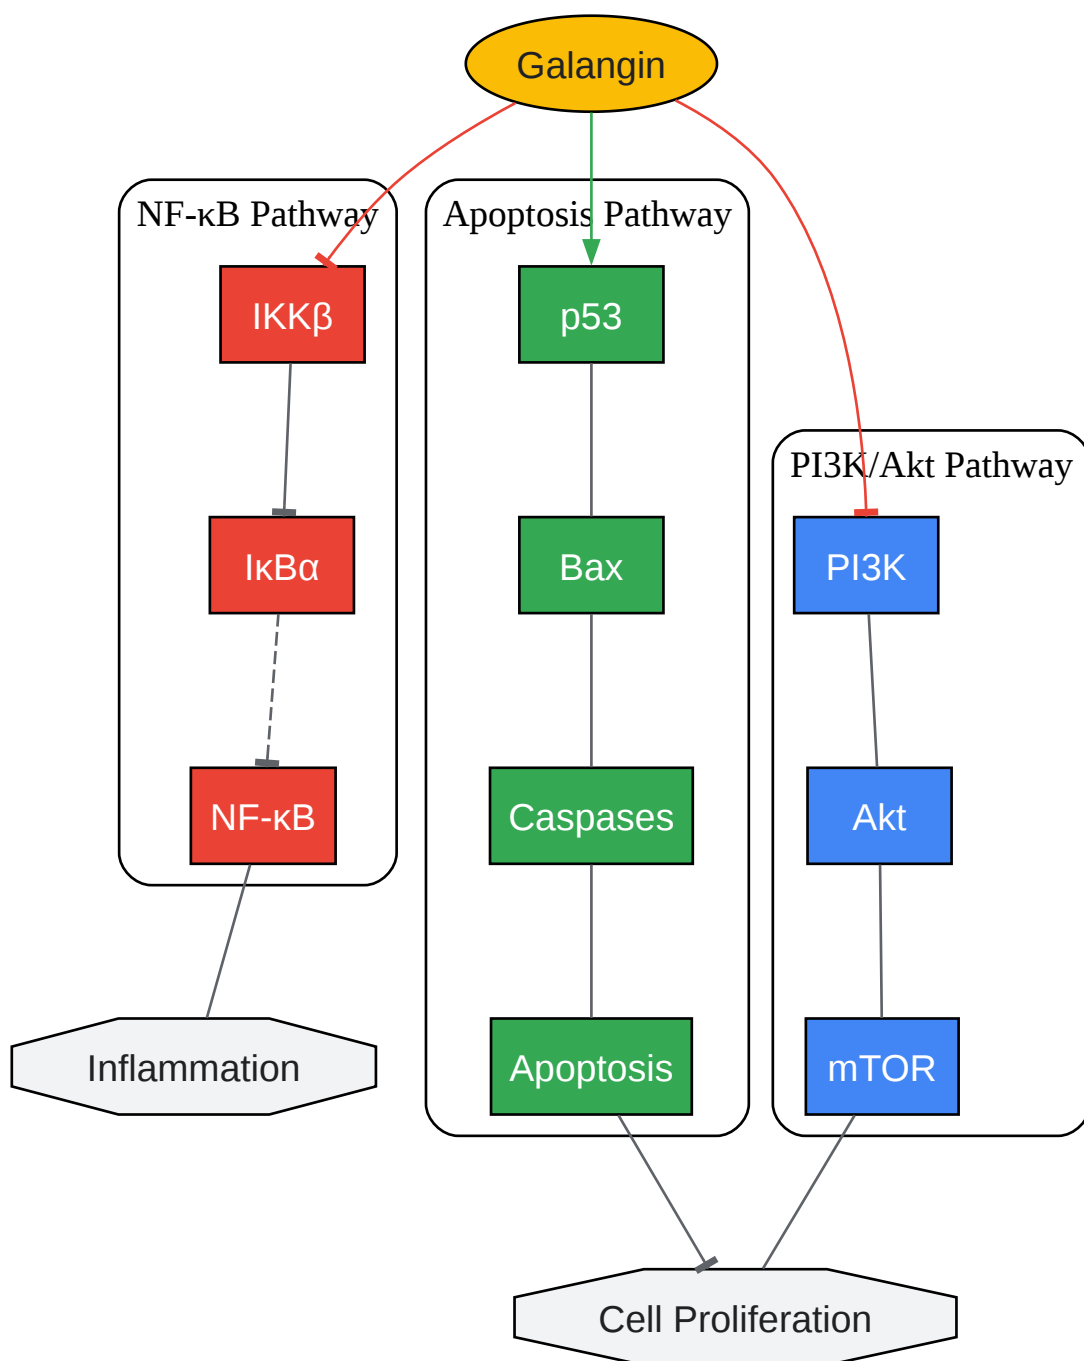 Galangin
NF-κB Pathway
IKKβ
IκBα
NF-κB
Inflammation
Apoptosis Pathway
p53
Bax
Caspases
Apoptosis
PI3K/Akt Pathway
PI3K
Akt
mTOR
Cell Proliferation